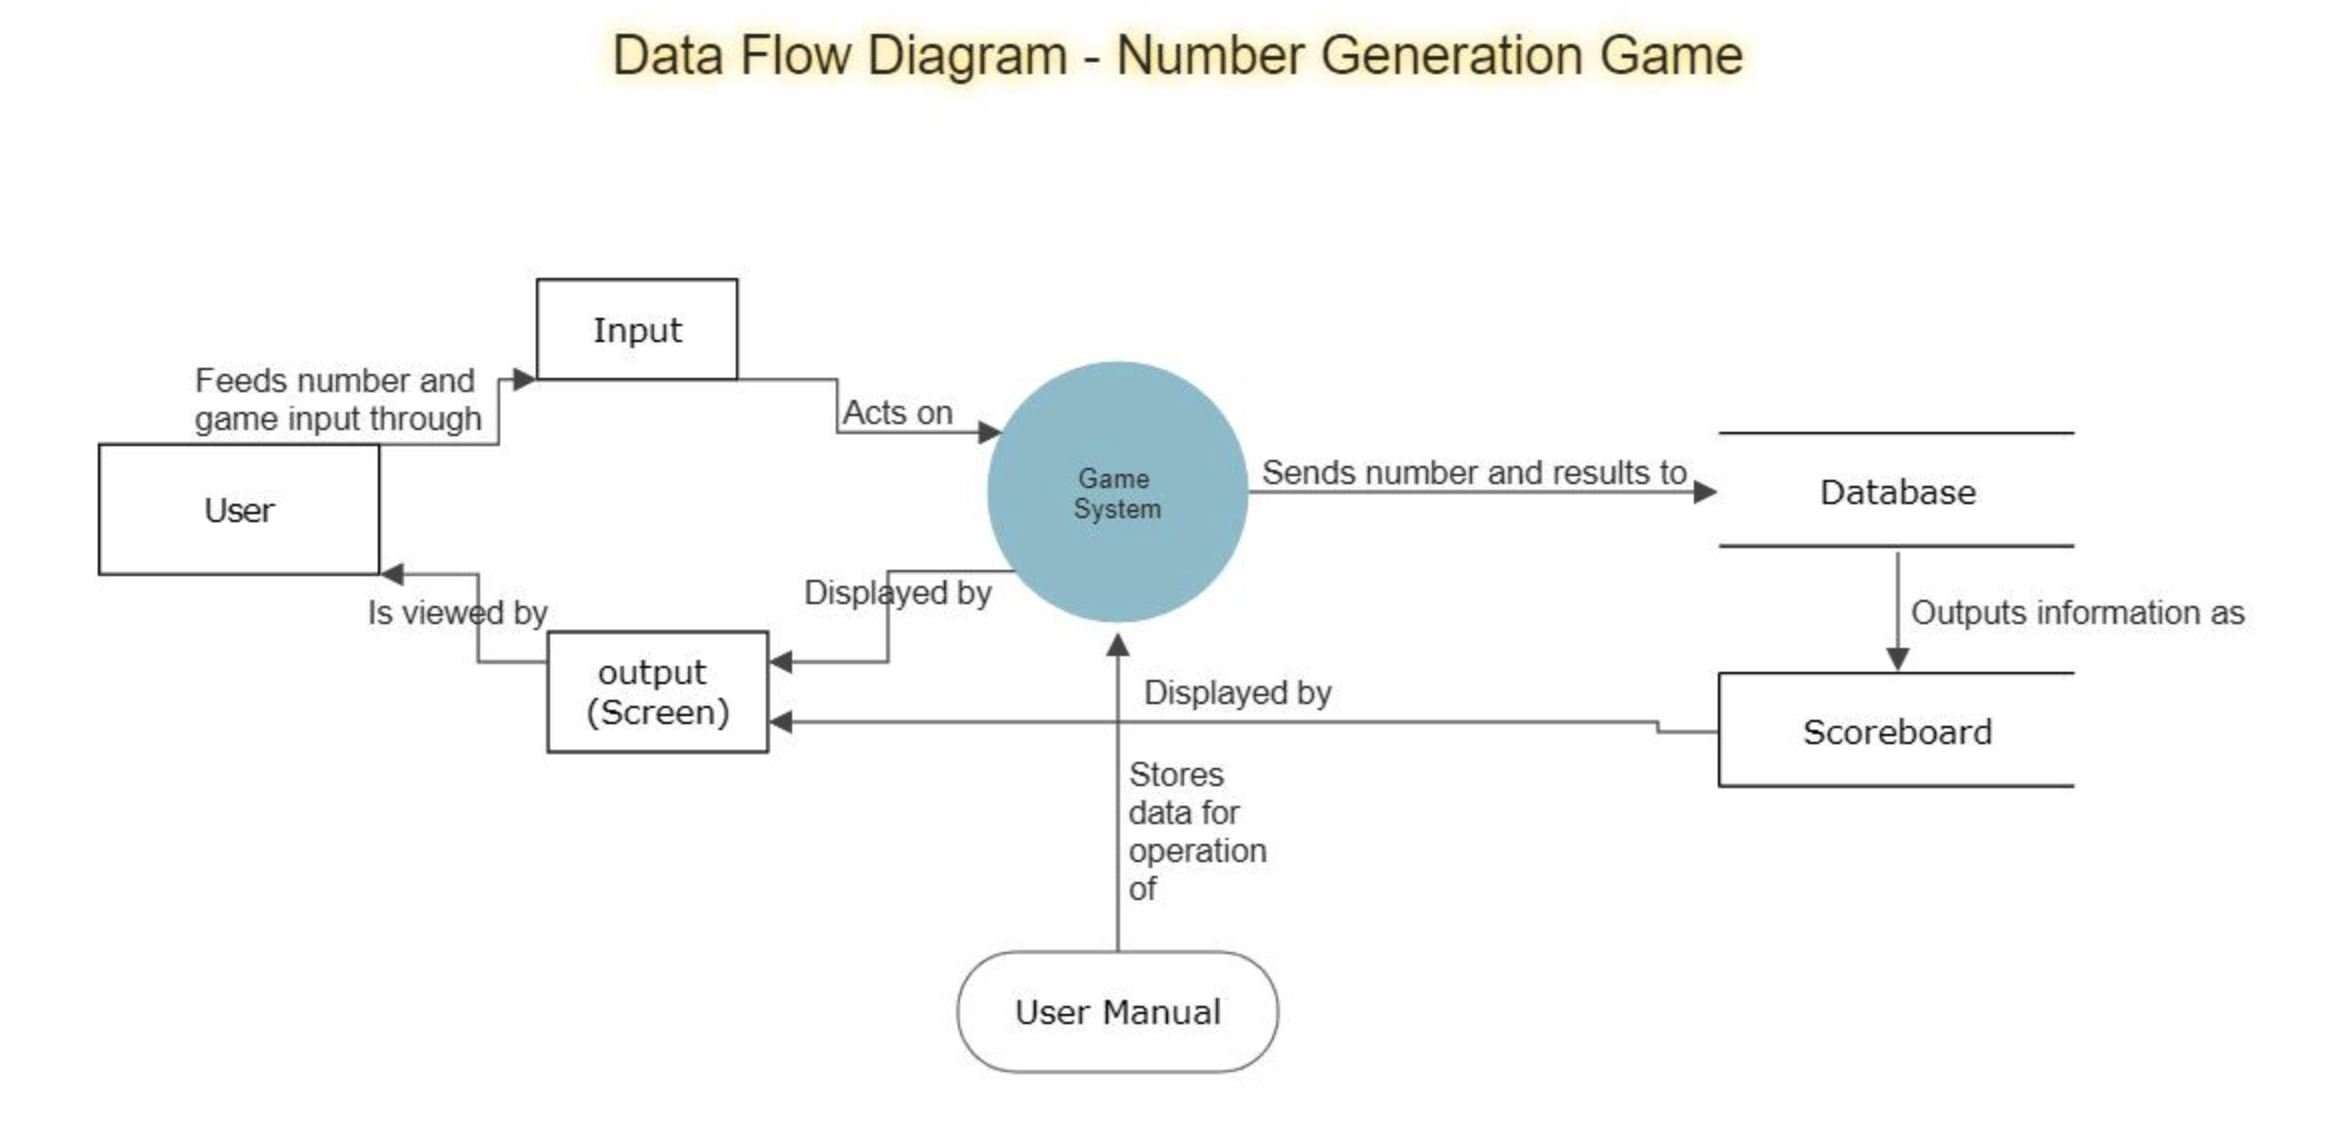 Data Flow Diagram - Number Generation Game
Input
Feeds number and
game input through
Acts on
User
Game
System
Sends number and results to
Database
Is viewed by
Displayed by
Outputs information as
output
(Screen)
Displayed by
Scoreboard
Stores
data for
operation
of
User Manual